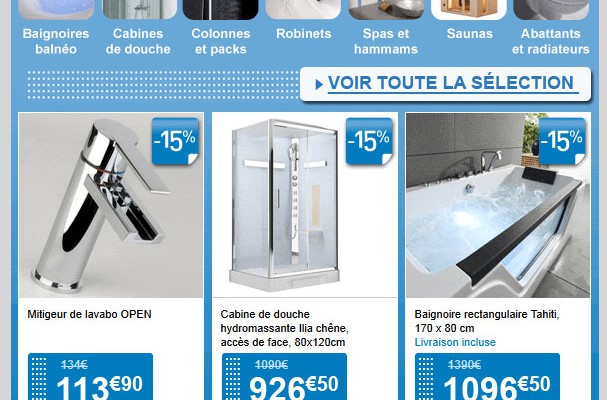 Baignoires
balnéo
Cabines
de douche
Colonnes
et packs
Robinets
Spas et
hammams
Saunas
Abattants
et radiateurs
VOIR TOUTE LA SÉLECTION
-15%
-15%
-15%
Mitigeur de lavabo OPEN
Cabine de douche
hydromassante Ilia chêne,
accès de face, 80x120cm
Baignoire rectangulaire Tahiti,
170 x 80 cm
Livraison incluse
134€
113€90
1090€
926€50
1390€
1096€50